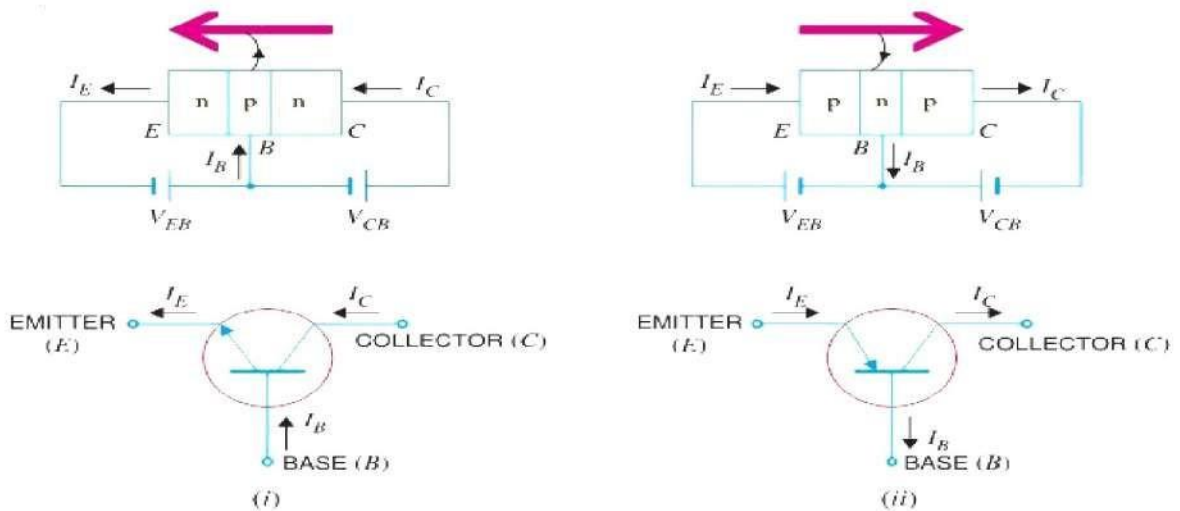 I_E
n p n
I_C
E
C
I_B
B
V_EB
V_CB
I_E
p n p
I_C
E
C
B
I_B
V_EB
V_CB
I_E
I_C
EMITTER
(E)
COLLECTOR (C)
I_B
BASE (B)
(i)
I_E
I_C
EMITTER
(E)
COLLECTOR (C)
I_B
BASE (B)
(ii)